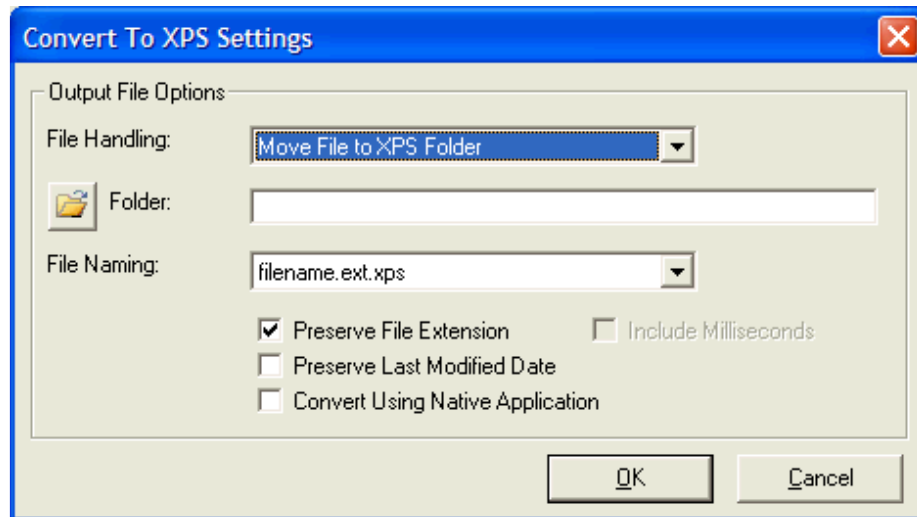 Convert To XPS Settings
Output File Options
File Handling: Move File to XPS Folder
Folder:
File Naming: filename.ext.xps
Preserve File Extension Include Milliseconds
Preserve Last Modified Date
Convert Using Native Application
OK Cancel